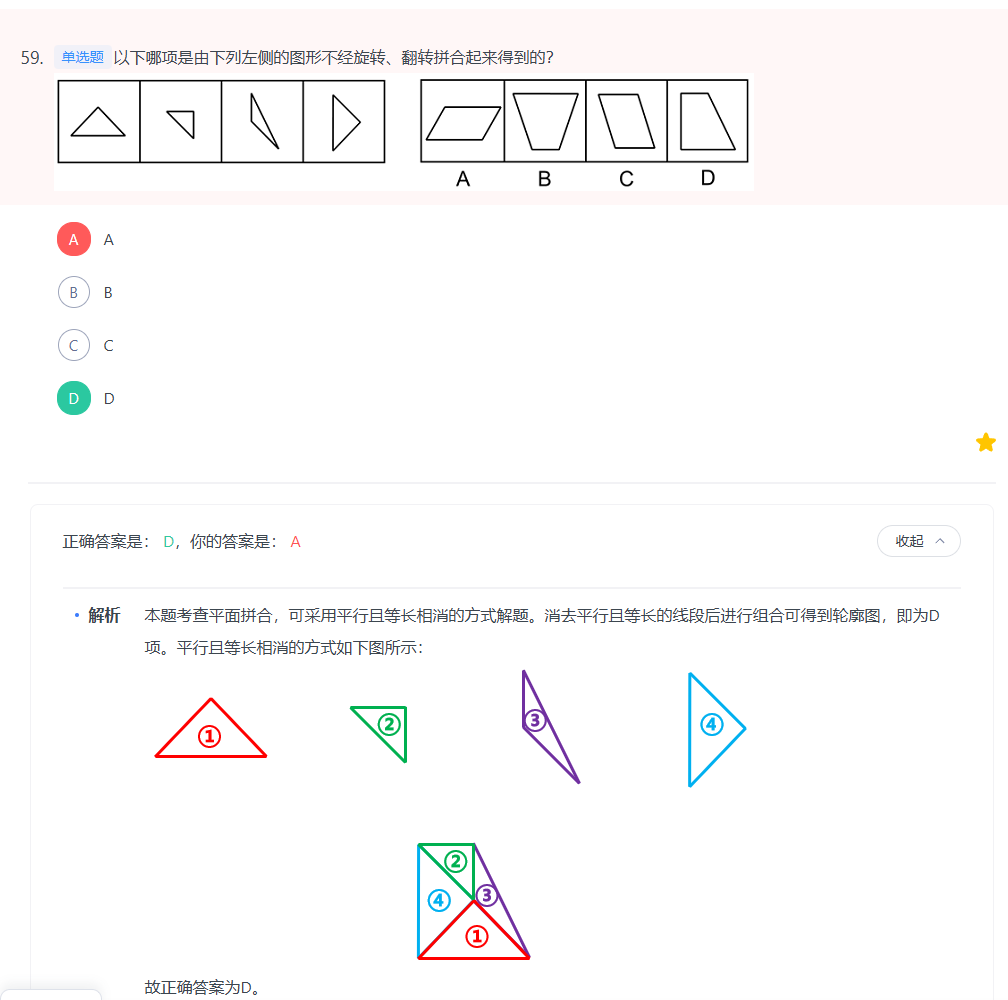 59. 单选题 以下哪项是由下列左侧的图形不经旋转、翻转拼合起来得到的?
A B C D
A A
B B
C C
D D
正确答案是： D，你的答案是： A
收起
解析 本题考查平面拼合，可采用平行且等长相消的方式解题。消去平行且等长的线段后进行组合可得到轮廓图，即为D
项。平行且等长相消的方式如下图所示：
① ② ③ ④
②
④ ③
①
故正确答案为D。